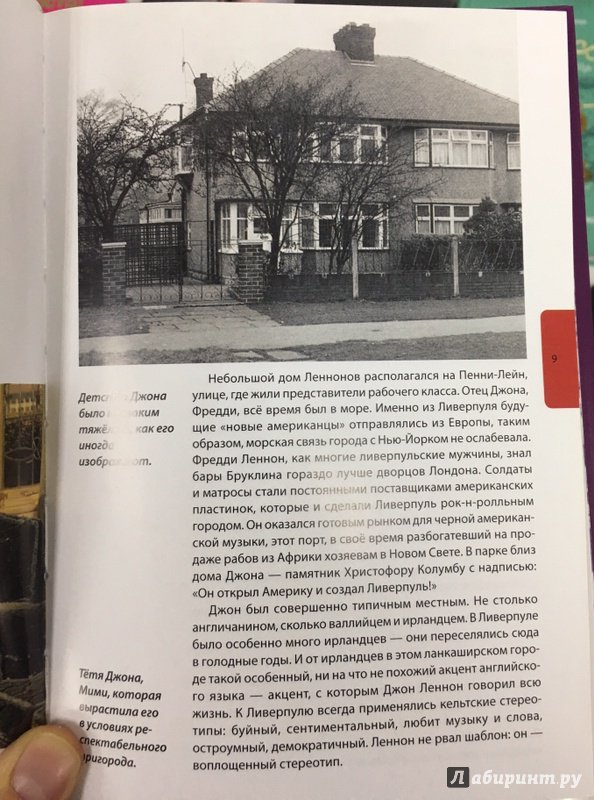 Небольшой дом Леннонов располагался на Пенни-Лейн,
улице, где жили представители рабочего класса. Отец Джона,
Фредди, всё время был в море. Именно из Ливерпуля буду-
щие «новые американцы» отправлялись из Европы, таким
образом, морская связь города с Нью-Йорком не ослабевала.
Фредди Леннон, как многие ливерпульские мужчины, знал
бары Бруклина гораздо лучше дворцов Лондона. Солдаты
и матросы стали постоянными поставщиками американских
пластинок, которые и сделали Ливерпуль рок-н-ролльным
городом. Он оказался готовым рынком для черной американ-
ской музыки, этот порт, в своё время разбогатевший на про-
даже рабов из Африки хозяевам в Новом Свете. В парке близ
дома Джона — памятник Христофору Колумбу с надписью:
«Он открыл Америку и создал Ливерпуль!»
Джон был совершенно типичным местным. Не столько
англичанином, сколько валлийцем и ирландцем. В Ливерпуле
было особенно много ирландцев — они переселялись сюда
в голодные годы. И от ирландцев в этом ланкаширском горо-
де такой особенный, ни на что не похожий акцент английско-
го языка — акцент, с которым Джон Леннон говорил всю
жизнь. К Ливерпулю всегда применялись кельтские стерео-
типы: буйный, сентиментальный, любит музыку и слова,
остроумный, демократичный. Леннон не рвал шаблон: он —
воплощенный стереотип.
Джона
было
как его
иногда
Тётя Джона,
Мими, которая
вырастила его
в условиях ре-
спектабельного
пригорода.
9
Лабиринт.ру